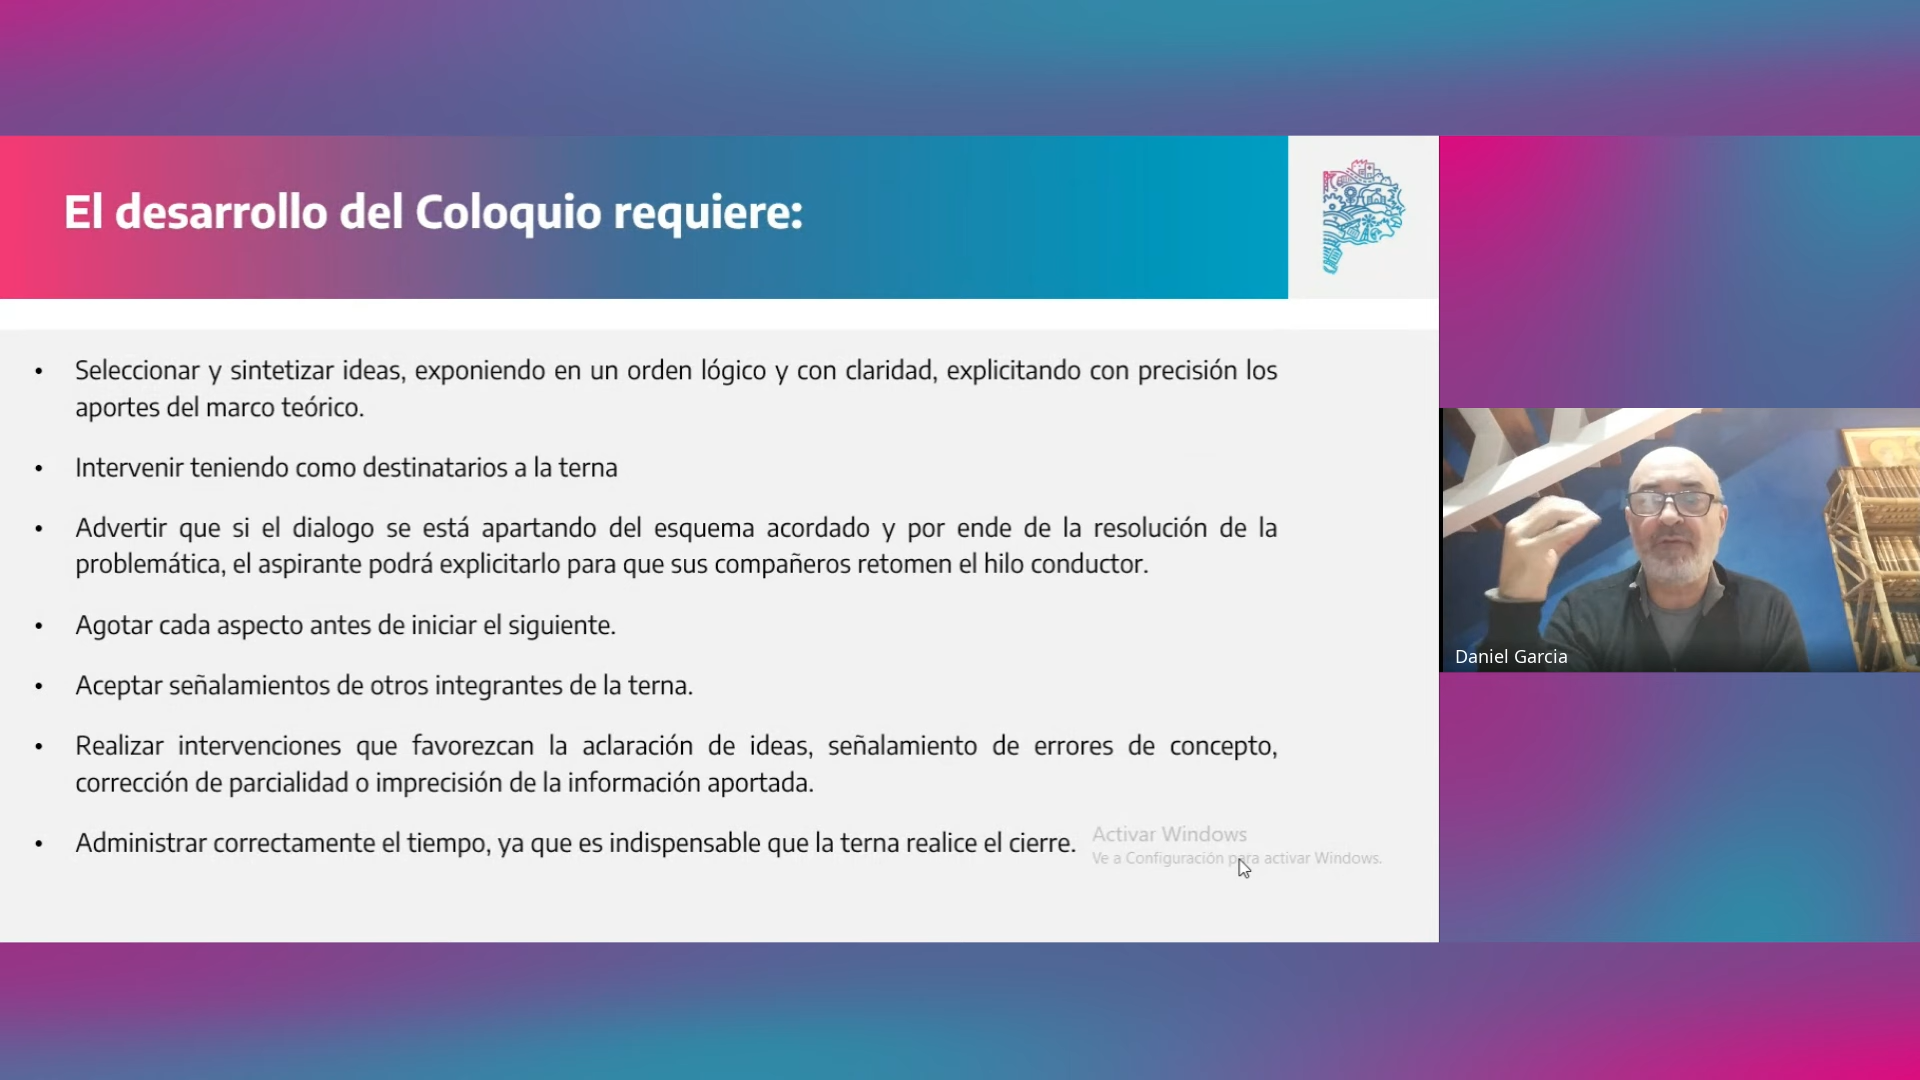 El desarrollo del Coloquio requiere:
• Seleccionar y sintetizar ideas, exponiendo en un orden lógico y con claridad, explicitando con precisión los
aportes del marco teórico.
• Intervenir teniendo como destinatarios a la terna
• Advertir que si el dialogo se está apartando del esquema acordado y por ende de la resolución de la
problemática, el aspirante podrá explicitarlo para que sus compañeros retomen el hilo conductor.
• Agotar cada aspecto antes de iniciar el siguiente.
• Aceptar señalamientos de otros integrantes de la terna.
• Realizar intervenciones que favorezcan la aclaración de ideas, señalamiento de errores de concepto,
corrección de parcialidad o imprecisión de la información aportada.
• Administrar correctamente el tiempo, ya que es indispensable que la terna realice el cierre.
Activar Windows
Ve a Configuración para activar Windows.
Daniel Garcia